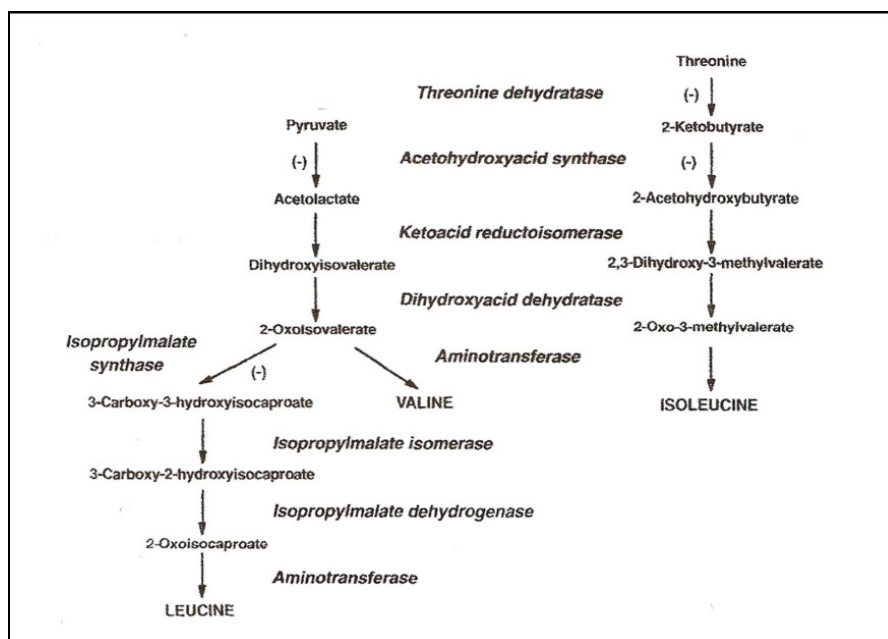 Threonine
Threonine dehydratase
(-)
Pyruvate
2-Ketobutyrate
(-)
Acetohydroxyacid synthase
(-)
Acetolactate
2-Acetohydroxybutyrate
Ketoacid reductoisomerase
Dihydroxyisovalerate
2,3-Dihydroxy-3-methylvalerate
Dihydroxyacid dehydratase
2-Oxoisovalerate
2-Oxo-3-methylvalerate
Isopropylmalate
synthase
Aminotransferase
(-)
3-Carboxy-3-hydroxyisocaproate
VALINE
ISOLEUCINE
Isopropylmalate isomerase
3-Carboxy-2-hydroxyisocaproate
Isopropylmalate dehydrogenase
2-Oxoisocaproate
Aminotransferase
LEUCINE